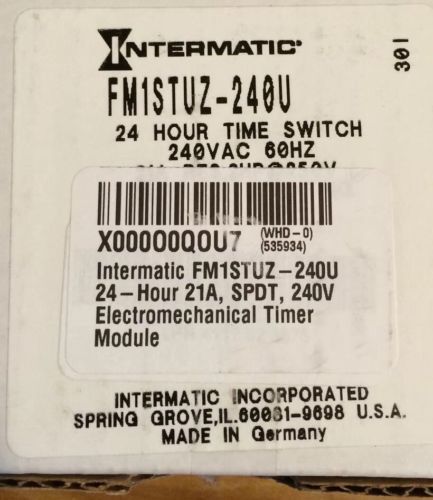 INTERMATIC®
301
FM1STUZ-240U
24 HOUR TIME SWITCH
240VAC 60HZ
X00000Q0U7 (WHD-0)
(535934)
Intermatic FM1STUZ-240U
24-Hour 21A, SPDT, 240V
Electromechanical Timer
Module
INTERMATIC INCORPORATED
SPRING GROVE,IL.60081-9698 U.S.A.
MADE IN Germany